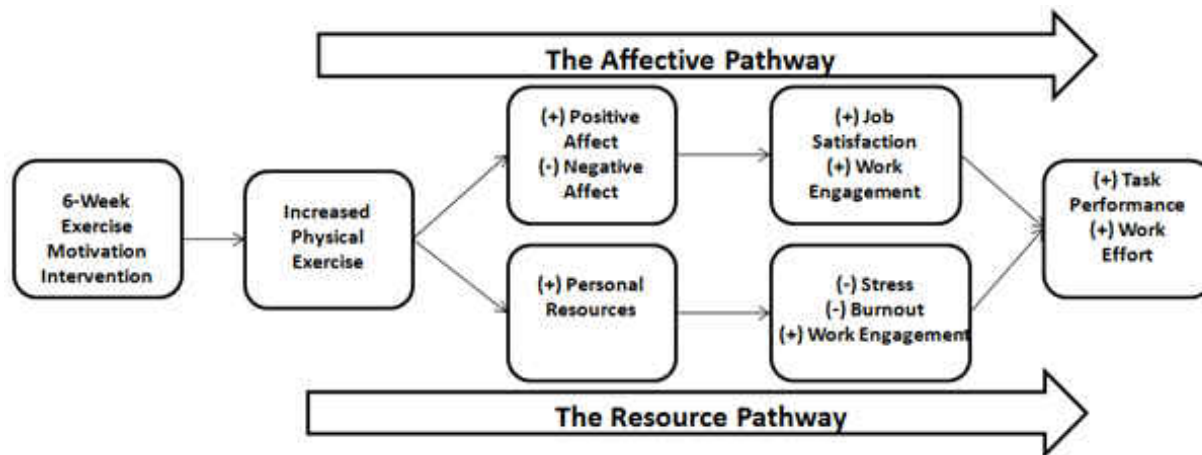 The Affective Pathway
6-Week
Exercise
Motivation
Intervention
Increased
Physical
Exercise
(+) Positive
Affect
(-) Negative
Affect
(+) Job
Satisfaction
(+) Work
Engagement
(+) Personal
Resources
(-) Stress
(-) Burnout
(+) Work Engagement
(+) Task
Performance
(+) Work
Effort
The Resource Pathway